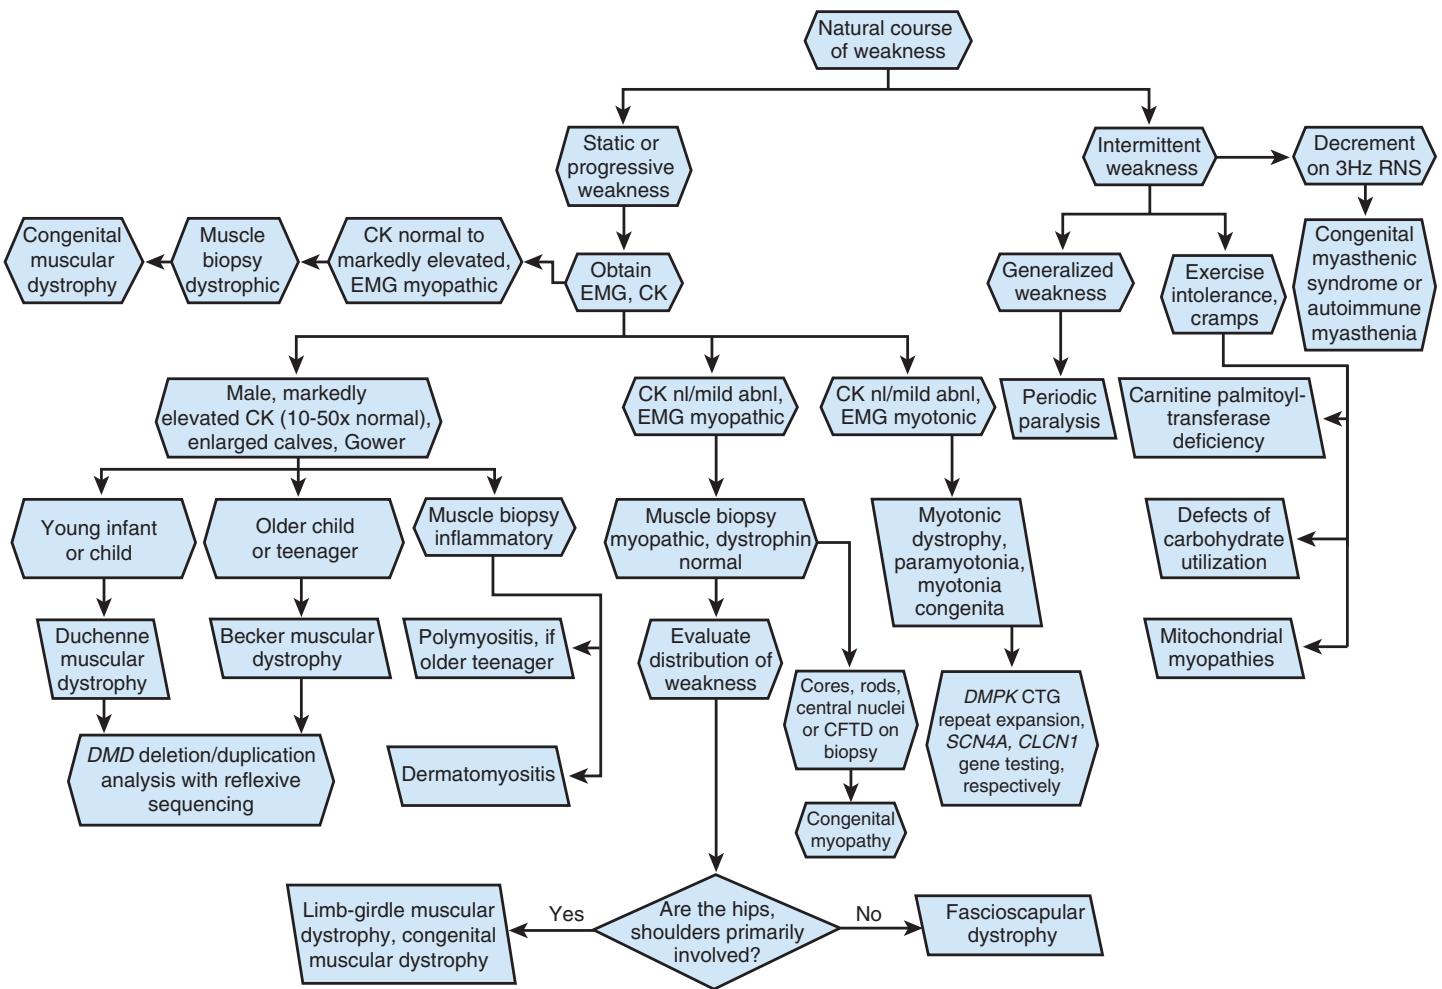 Natural course
of weakness
Static or
progressive
weakness
Intermittent
weakness
Decrement
on 3Hz RNS
Congenital
muscular
dystrophy
Muscle
biopsy
dystrophic
CK normal to
markedly elevated,
EMG myopathic
Obtain
EMG, CK
Generalized
weakness
Exercise
intolerance,
cramps
Congenital
myasthenic
syndrome or
autoimmune
myasthenia
Male, markedly
elevated CK (10-50x normal),
enlarged calves, Gower
CK nl/mild abnl,
EMG myopathic
CK nl/mild abnl,
EMG myotonic
Periodic
paralysis
Carnitine palmitoyl-
transferase
deficiency
Young infant
or child
Older child
or teenager
Muscle biopsy
inflammatory
Muscle biopsy
myopathic, dystrophin
normal
Myotonic
dystrophy,
paramyotonia,
myotonia
congenita
Defects of
carbohydrate
utilization
Duchenne
muscular
dystrophy
Becker muscular
dystrophy
Polymyositis, if
older teenager
Evaluate
distribution of
weakness
Cores, rods,
central nuclei
or CFTD on
biopsy
DMPK CTG
repeat expansion,
SCN4A, CLCN1
gene testing,
respectively
Mitochondrial
myopathies
DMD deletion/duplication
analysis with reflexive
sequencing
Dermatomyositis
Congenital
myopathy
Limb-girdle muscular
dystrophy, congenital
muscular dystrophy
Yes
Are the hips,
shoulders primarily
involved?
No
Fascioscapular
dystrophy